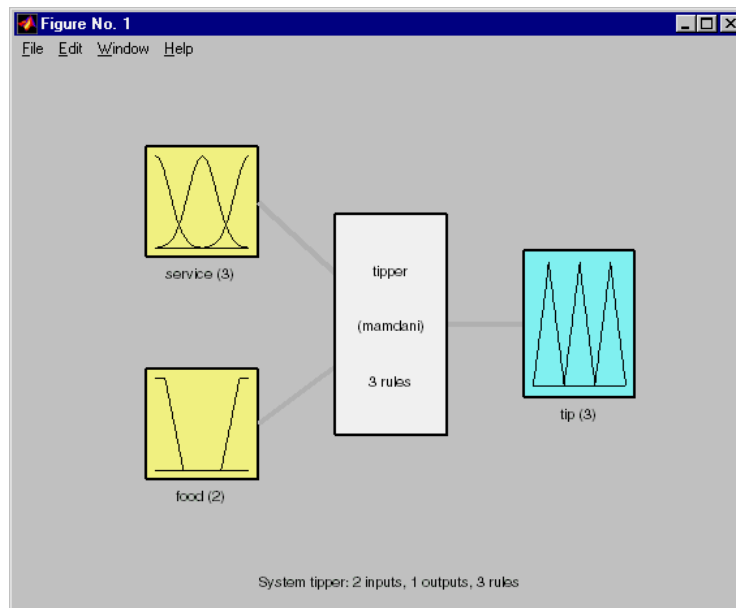 Figure No. 1
File Edit Window Help
service (3)
tipper
(mamdani)
3 rules
food (2)
tip (3)
System tipper: 2 inputs, 1 outputs, 3 rules